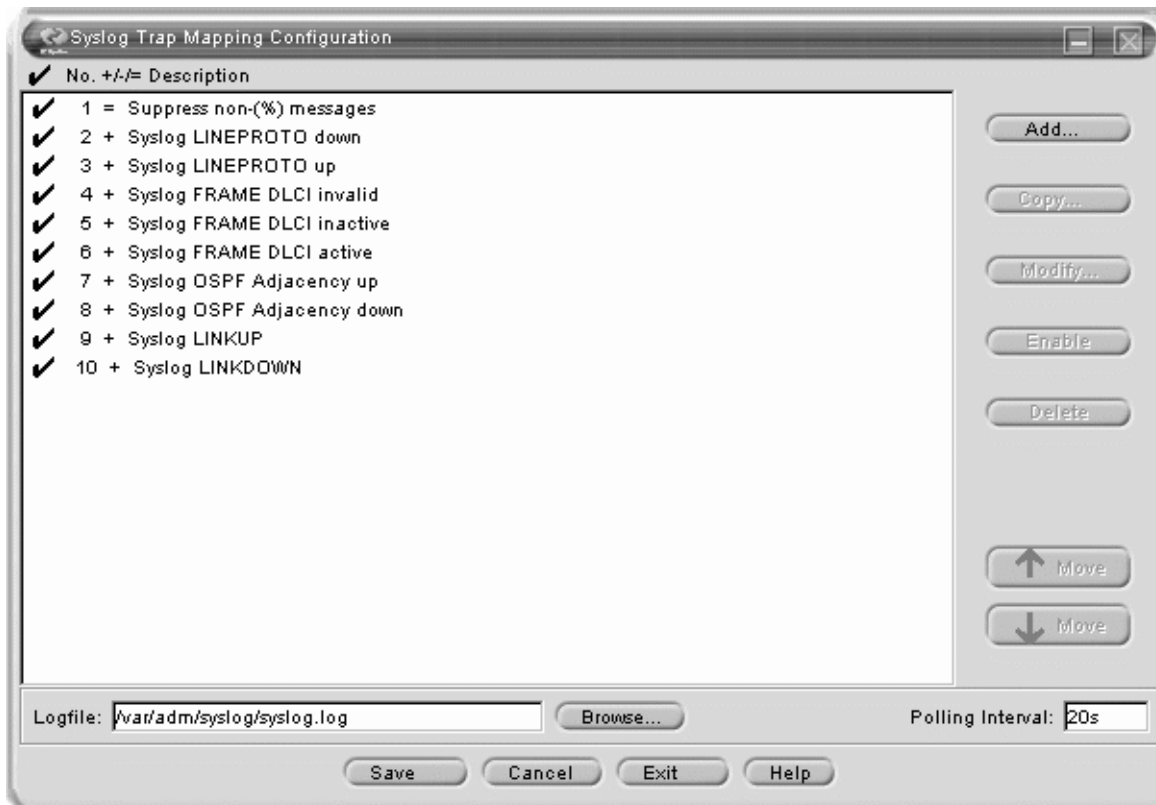 Syslog Trap Mapping Configuration
✔ No. +/-/= Description
✔ 1 = Suppress non-(%) messages
✔ 2 + Syslog LINEPROTO down
✔ 3 + Syslog LINEPROTO up
✔ 4 + Syslog FRAME DLCI invalid
✔ 5 + Syslog FRAME DLCI inactive
✔ 6 + Syslog FRAME DLCI active
✔ 7 + Syslog OSPF Adjacency up
✔ 8 + Syslog OSPF Adjacency down
✔ 9 + Syslog LINKUP
✔ 10 + Syslog LINKDOWN
Add...
Copy...
Modify...
Enable
Delete
Move
Move
Logfile: /var/adm/syslog/syslog.log Browse... Polling Interval: 20s
Save Cancel Exit Help